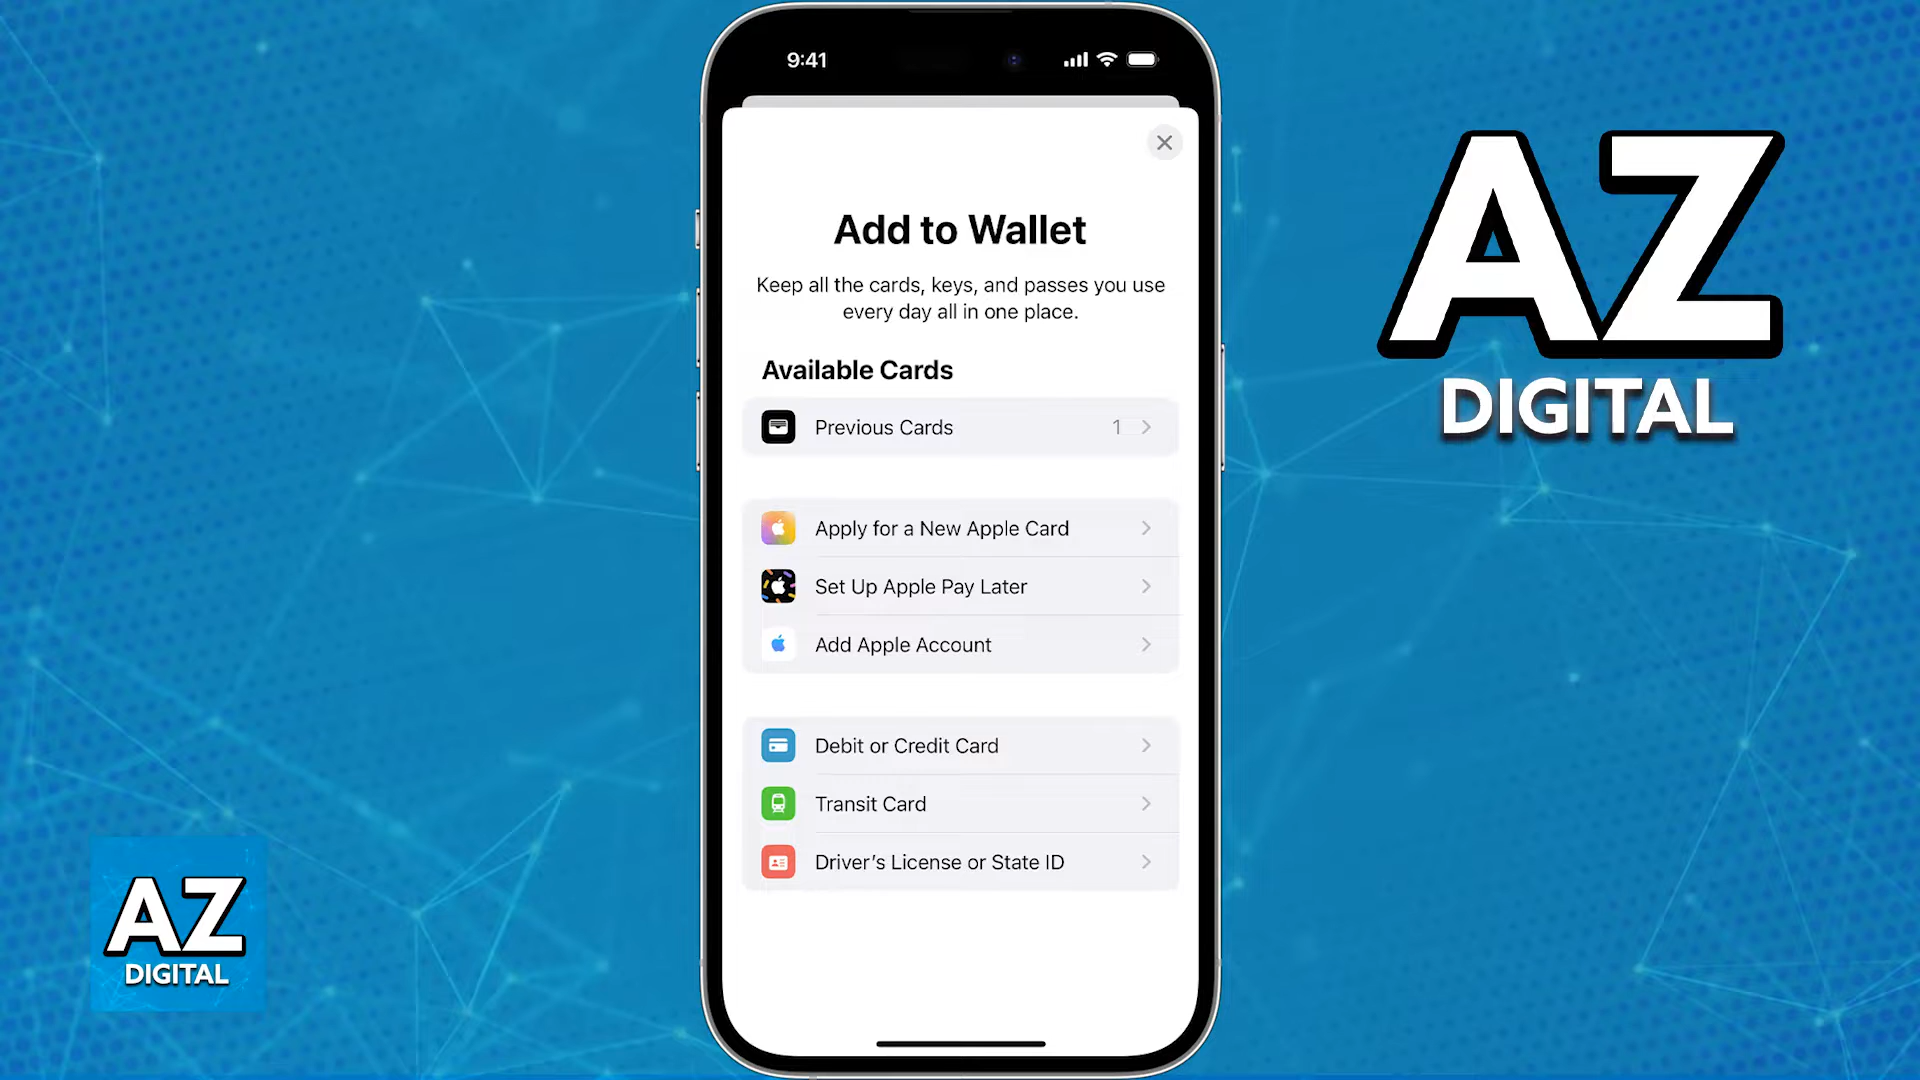 9:41
Add to Wallet
Keep all the cards, keys, and passes you use
every day all in one place.
Available Cards
Previous Cards 1
Apply for a New Apple Card
Set Up Apple Pay Later
Add Apple Account
Debit or Credit Card
Transit Card
Driver's License or State ID
AZ
DIGITAL
AZ
DIGITAL